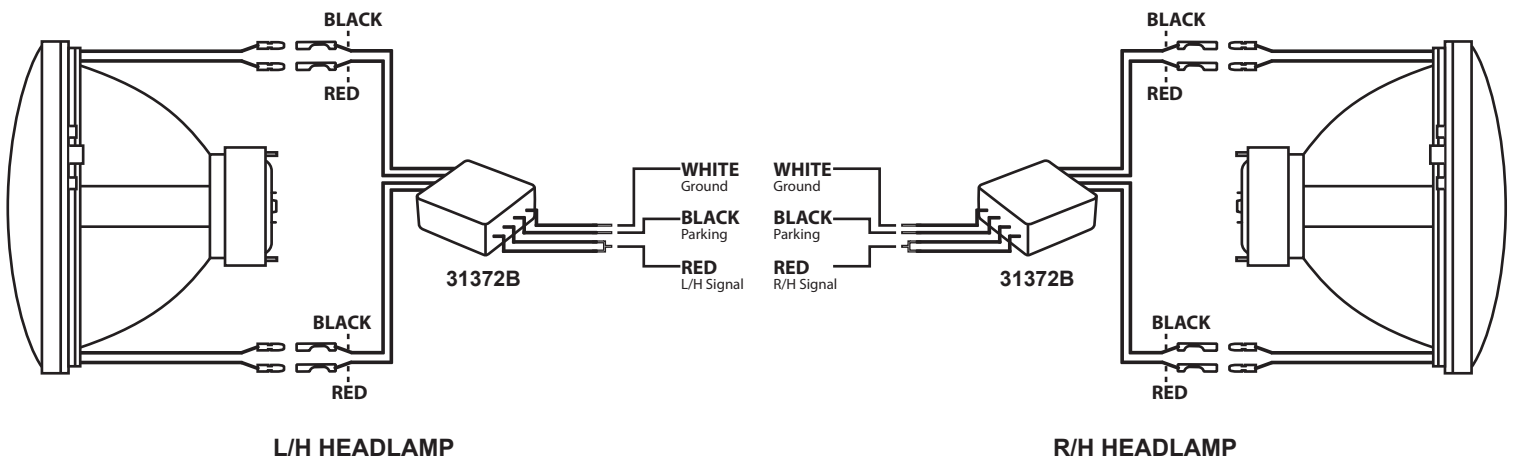 BLACK
RED
WHITE
Ground
BLACK
Parking
RED
L/H Signal
31372B
BLACK
RED
L/H HEADLAMP
BLACK
RED
WHITE
Ground
BLACK
Parking
RED
R/H Signal
31372B
BLACK
RED
R/H HEADLAMP